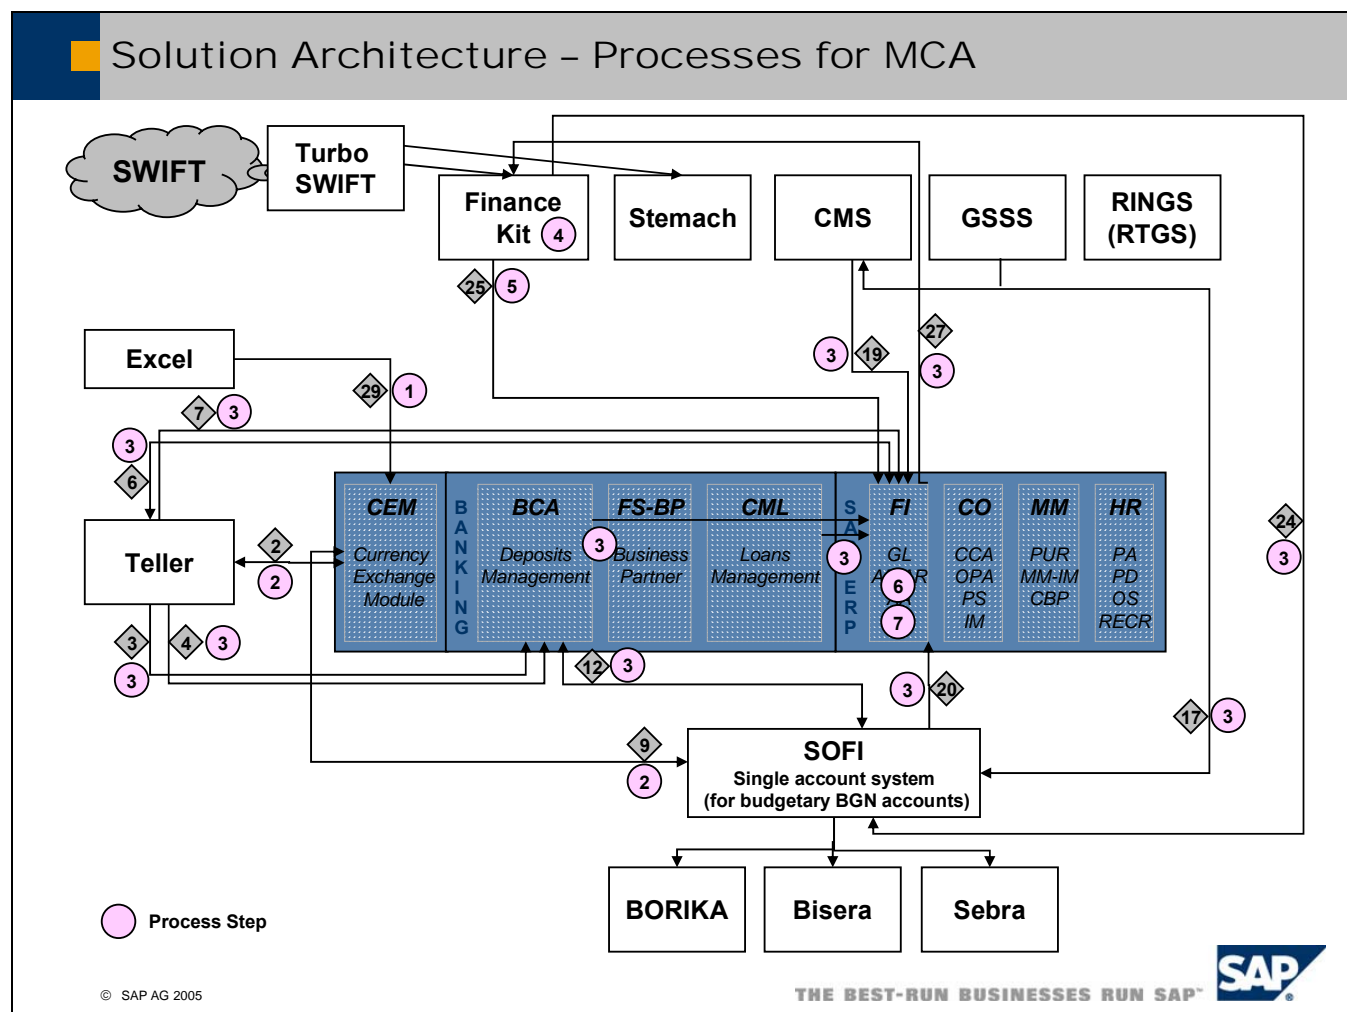 Solution Architecture – Processes for MCA
SWIFT
Turbo
SWIFT
Finance
Kit
4
Stemach
CMS
GSSS
RINGS
(RTGS)
25
5
27
3
19
3
Excel
29
1
7
3
3
6
24
3
CEM
Currency
Exchange
Module
BANKING
BCA
Deposits
Management
3
FS-BP
Business
Partner
CML
Loans
Management
3
FI
GL
6
7
CO
CCA
OPA
PS
IM
MM
PUR
MM-IM
CBP
HR
PA
PD
OS
RECR
Teller
2
2
3
4
3
3
12
3
3
20
17
3
9
2
SOFI
Single account system
(for budgetary BGN accounts)
BORIKA
Bisera
Sebra
Process Step
© SAP AG 2005
THE BEST-RUN BUSINESSES RUN SAP™
SAP